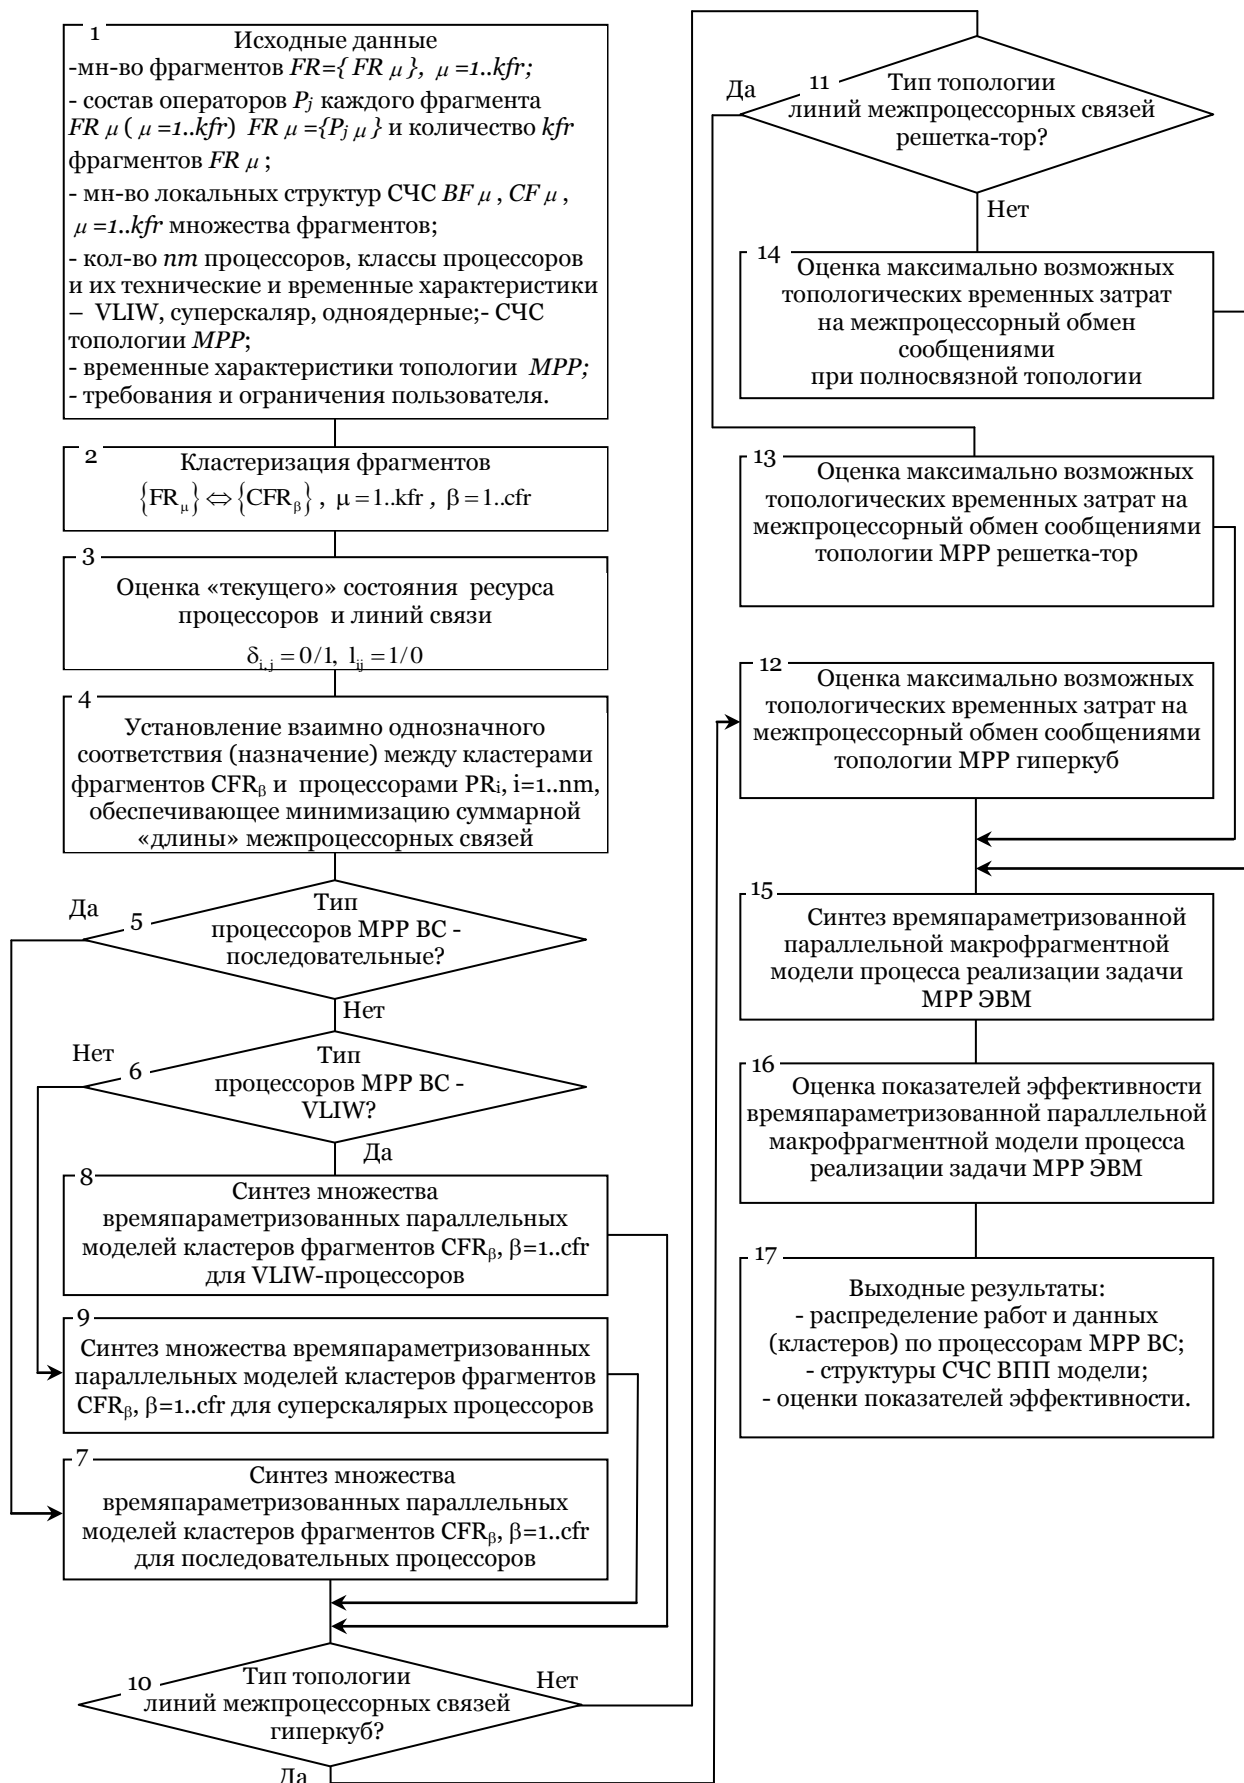 1
Исходные данные
-мн-во фрагментов FR={ FR μ }, μ =1..kfr;
- состав операторов Pj каждого фрагмента
FR μ ( μ =1..kfr) FR μ ={Pj μ } и количество kfr
фрагментов FR μ ;
- мн-во локальных структур СЧС BF μ , CF μ ,
μ =1..kfr множества фрагментов;
- кол-во nm процессоров, классы процессоров
и их технические и временные характеристики
– VLIW, суперскаляр, одноядерные;- СЧС
топологии MPP;
- временные характеристики топологии MPP;
- требования и ограничения пользователя.
2
Кластеризация фрагментов
{FRμ} ⇔ {CFRβ} , μ = 1..kfr , β = 1..cfr
3
Оценка «текущего» состояния ресурса
процессоров и линий связи
δi,j = 0/1, lij = 1/0
4
Установление взаимно однозначного
соответствия (назначение) между кластерами
фрагментов CFRβ и процессорами PRi, i=1..nm,
обеспечивающее минимизацию суммарной
«длины» межпроцессорных связей
Да
5
Тип
процессоров МРР ВС -
последовательные?
Нет
Нет
6
Тип
процессоров МРР ВС -
VLIW?
Да
8
Синтез множества
времяпараметризованных параллельных
моделей кластеров фрагментов CFRβ, β=1..cfr
для VLIW-процессоров
9
Синтез множества времяпараметризованных
параллельных моделей кластеров фрагментов
CFRβ, β=1..cfr для суперскалярых процессоров
7
Синтез множества
времяпараметризованных параллельных
моделей кластеров фрагментов CFRβ, β=1..cfr
для последовательных процессоров
10
Тип топологии
линий межпроцессорных связей
гиперкуб?
Нет
Да
11
Да
Тип топологии
линий межпроцессорных связей
решетка-тор?
Нет
14
Оценка максимально возможных
топологических временных затрат
на межпроцессорный обмен
сообщениями
при полносвязной топологии
13
Оценка максимально возможных
топологических временных затрат на
межпроцессорный обмен сообщениями
топологии МРР решетка-тор
12
Оценка максимально возможных
топологических временных затрат на
межпроцессорный обмен сообщениями
топологии МРР гиперкуб
15
Синтез времяпараметризованной
параллельной макрофрагментной
модели процесса реализации задачи
МРР ЭВМ
16
Оценка показателей эффективности
времяпараметризованной параллельной
макрофрагментной модели процесса
реализации задачи МРР ЭВМ
17
Выходные результаты:
- распределение работ и данных
(кластеров) по процессорам МРР ВС;
- структуры СЧС ВПП модели;
- оценки показателей эффективности.